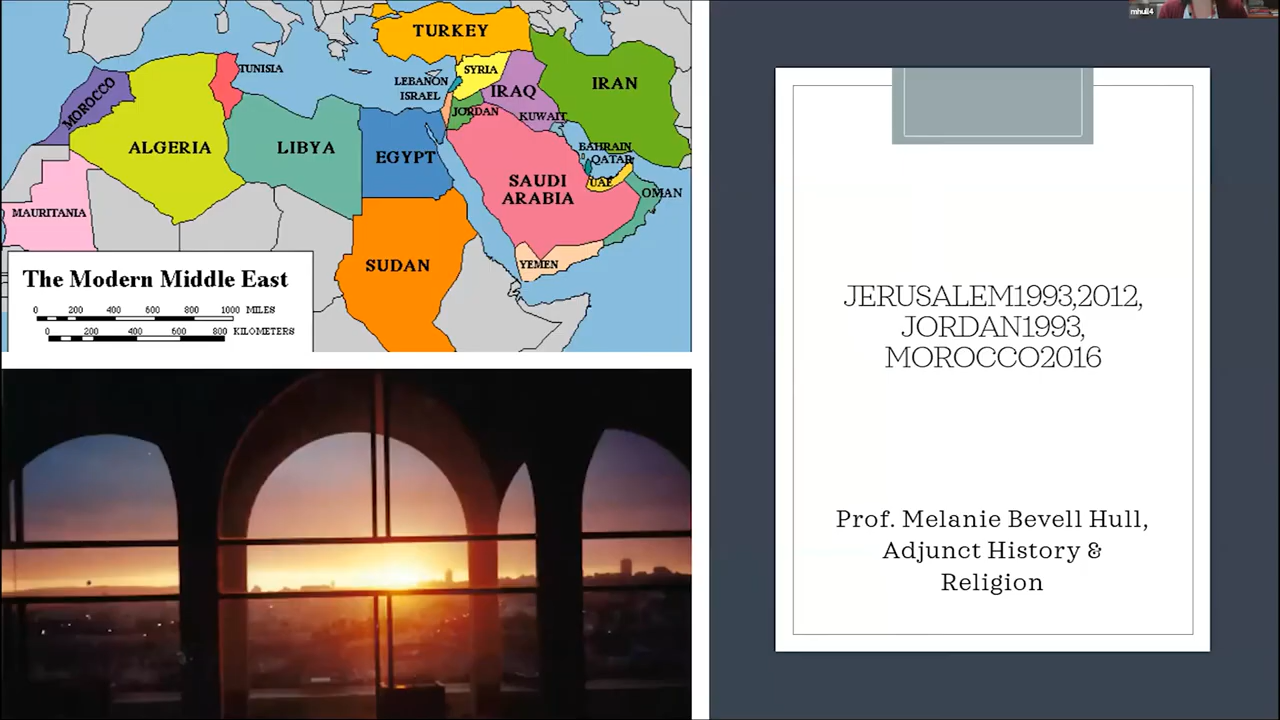 TURKEY
SYRIA
LEBANON
ISRAEL
IRAQ
IRAN
JORDAN
KUWAIT
TUNISIA
MOROCCO
ALGERIA
LIBYA
EGYPT
BAHRAIN
QATAR
UAE
SAUDI
ARABIA
OMAN
MAURITANIA
SUDAN
YEMEN
The Modern Middle East
0 200 400 600 800 1000 MILES
0 200 400 600 800 KILOMETERS
mhull4
JERUSALEM1993,2012,
JORDAN1993,
MOROCCO2016
Prof. Melanie Bevell Hull,
Adjunct History &
Religion